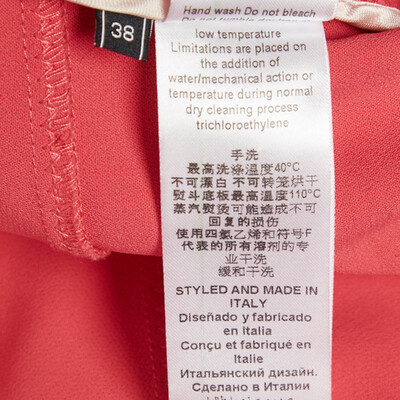 38
Hand wash Do not bleach
Do not tumble dry
low temperature
Limitations are placed on
the addition of
water/mechanical action or
temperature during normal
dry cleaning process
trichloroethylene
手洗
最高洗涤温度40°C
不可漂白 不可转笼烘干
熨斗底板最高温度110°C
蒸汽熨烫可能造成不可
回复的损伤
使用四氯乙烯和符号F
代表的所有溶剂的专
业干洗
缓和干洗
STYLED AND MADE IN
ITALY
Diseñado y fabricado
en Italia
Conçu et fabriqué en
Italie
Итальянский дизайн.
Сделано в Италии